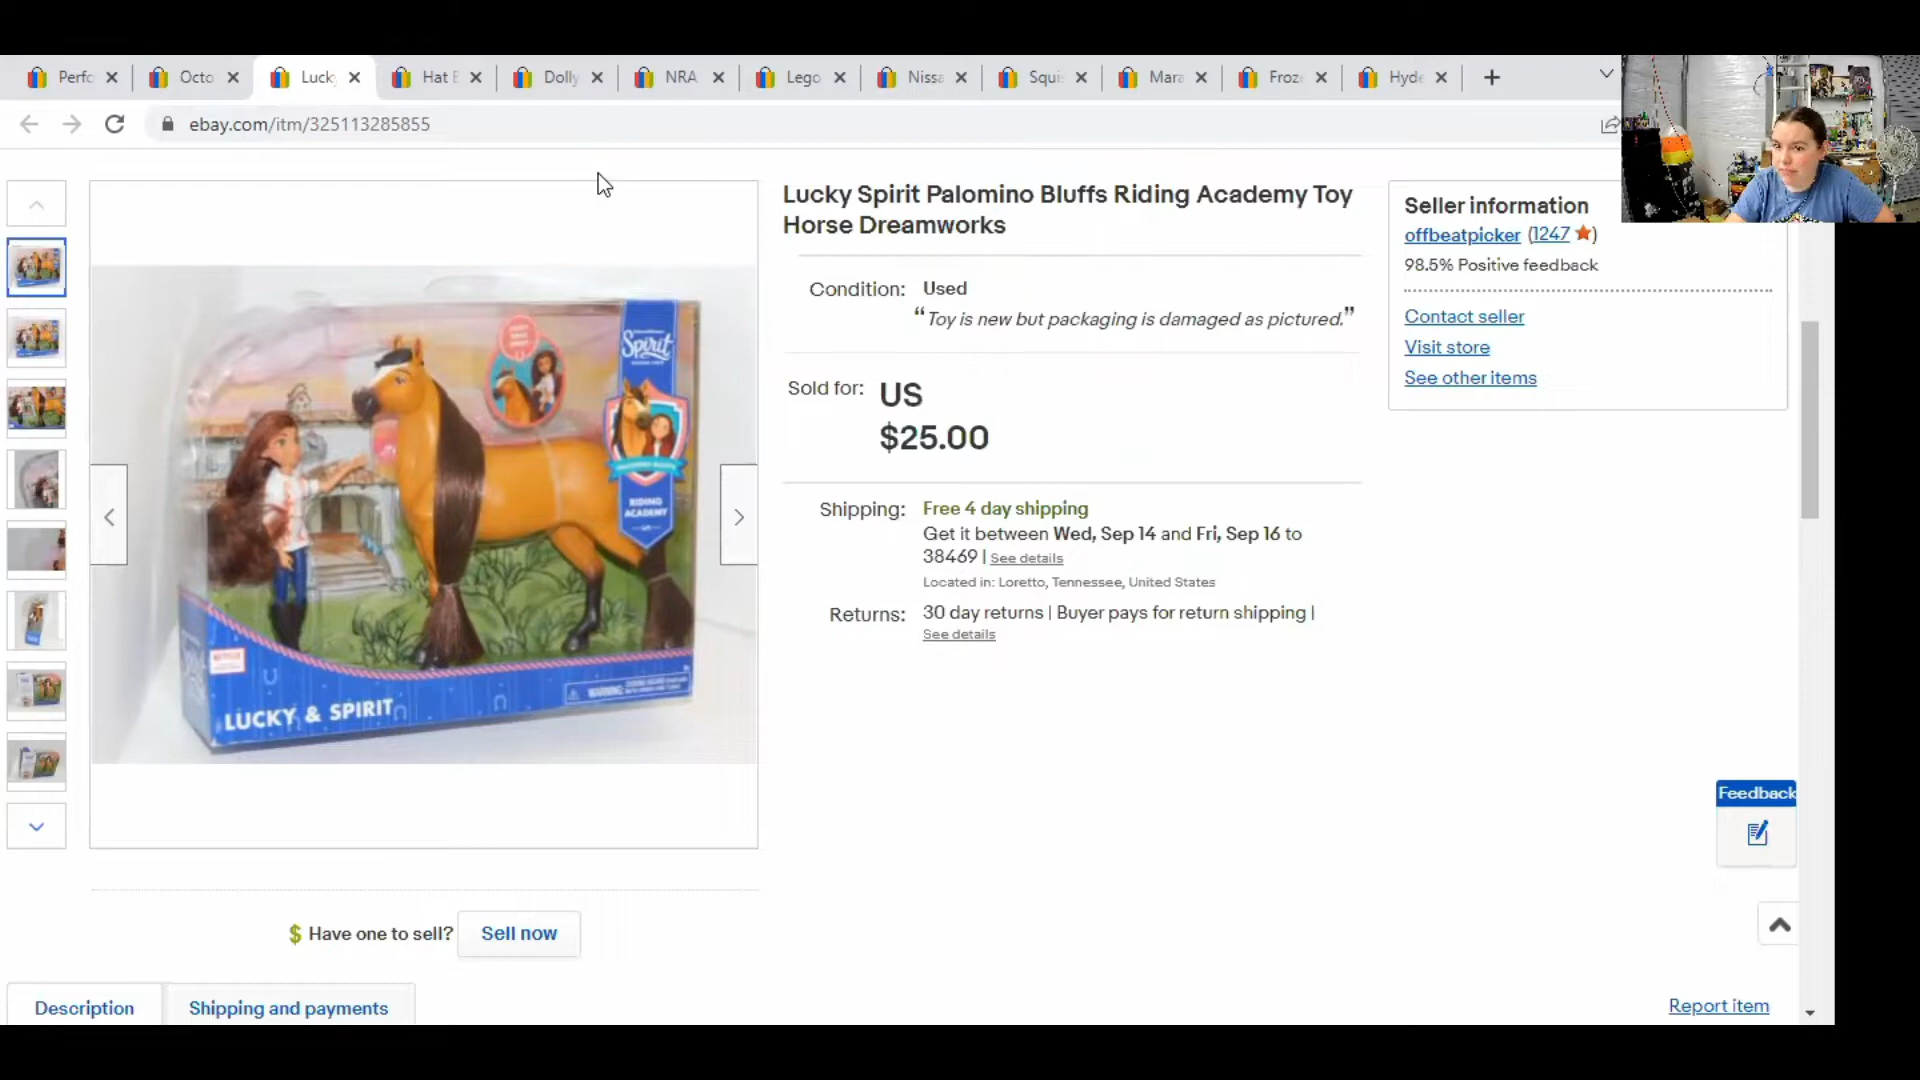 Perfc
Octo
Luck
Hat E
Dolly
NRA
Lego
Nissa
Squi
Mara
Froz
Hyde
ebay.com/itm/325113285855
Lucky Spirit Palomino Bluffs Riding Academy Toy
Horse Dreamworks
Condition: Used
“Toy is new but packaging is damaged as pictured.”
Sold for: US
$25.00
Shipping: Free 4 day shipping
Get it between Wed, Sep 14 and Fri, Sep 16 to
38469 | See details
Located in: Loretto, Tennessee, United States
Returns: 30 day returns | Buyer pays for return shipping |
See details
Seller information
offbeatpicker (1247)
98.5% Positive feedback
Contact seller
Visit store
See other items
Spirit
RIDING
ACADEMY
NETFLIX
WARNING:
LUCKY & SPIRIT
Feedback
$ Have one to sell? Sell now
Description
Shipping and payments
Report item